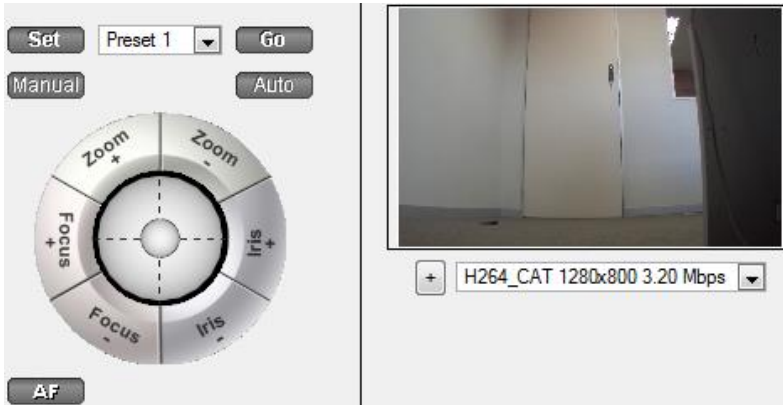 Set Preset 1 Go
Manual Auto
Zoom +
Zoom -
Focus +
Iris +
Focus -
Iris -
AF
+ H264_CAT 1280x800 3.20 Mbps